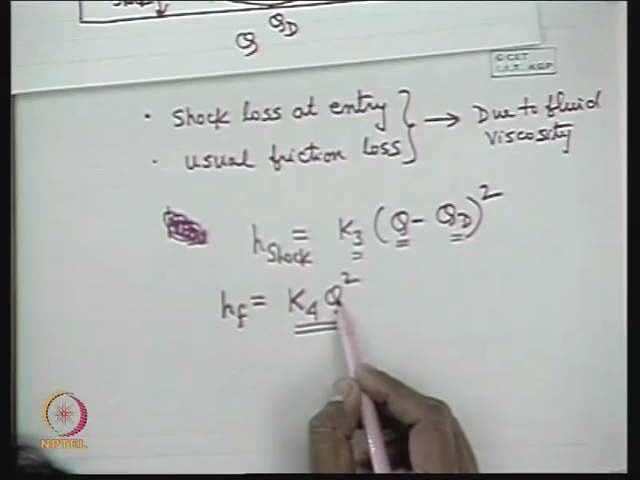 Q Q_D
© CET
I.I.T. KGP
• Shock loss at entry } → Due to fluid
• usual friction loss viscosity
h_Shock = K_3 (Q - Q_D)^2
h_f = K_4 Q^2
NPTEL